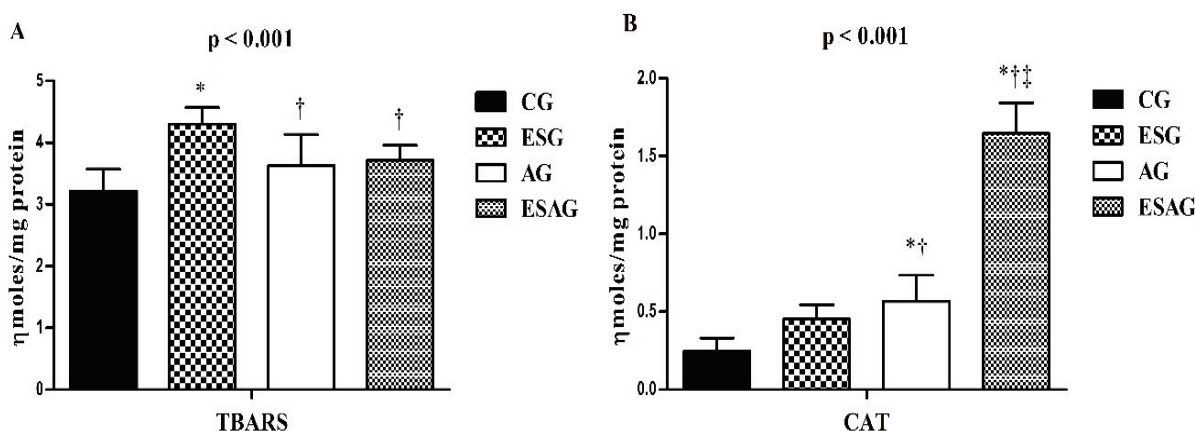 A
p < 0.001
ηmoles/mg protein
5
4
3
2
1
0
*
†
†
TBARS
CG
ESG
AG
ESAG
B
p < 0.001
ηmoles/mg protein
2.0
1.5
1.0
0.5
0.0
*†
*†‡
CAT
CG
ESG
AG
ESAG